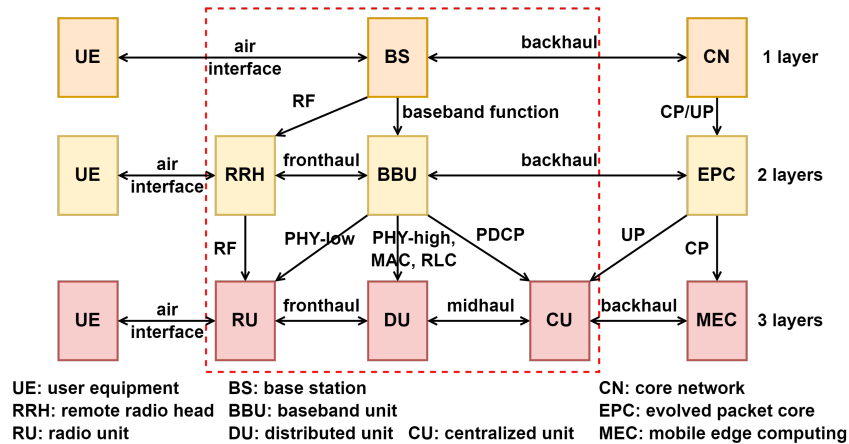 UE
air
interface
BS
backhaul
CN
1 layer
RF
baseband function
CP/UP
UE
air
interface
RRH
fronthaul
BBU
backhaul
EPC
2 layers
RF
PHY-low
PHY-high,
MAC, RLC
PDCP
UP
CP
UE
air
interface
RU
fronthaul
DU
midhaul
CU
backhaul
MEC
3 layers
UE: user equipment
BS: base station
CN: core network
RRH: remote radio head
BBU: baseband unit
EPC: evolved packet core
RU: radio unit
DU: distributed unit
CU: centralized unit
MEC: mobile edge computing